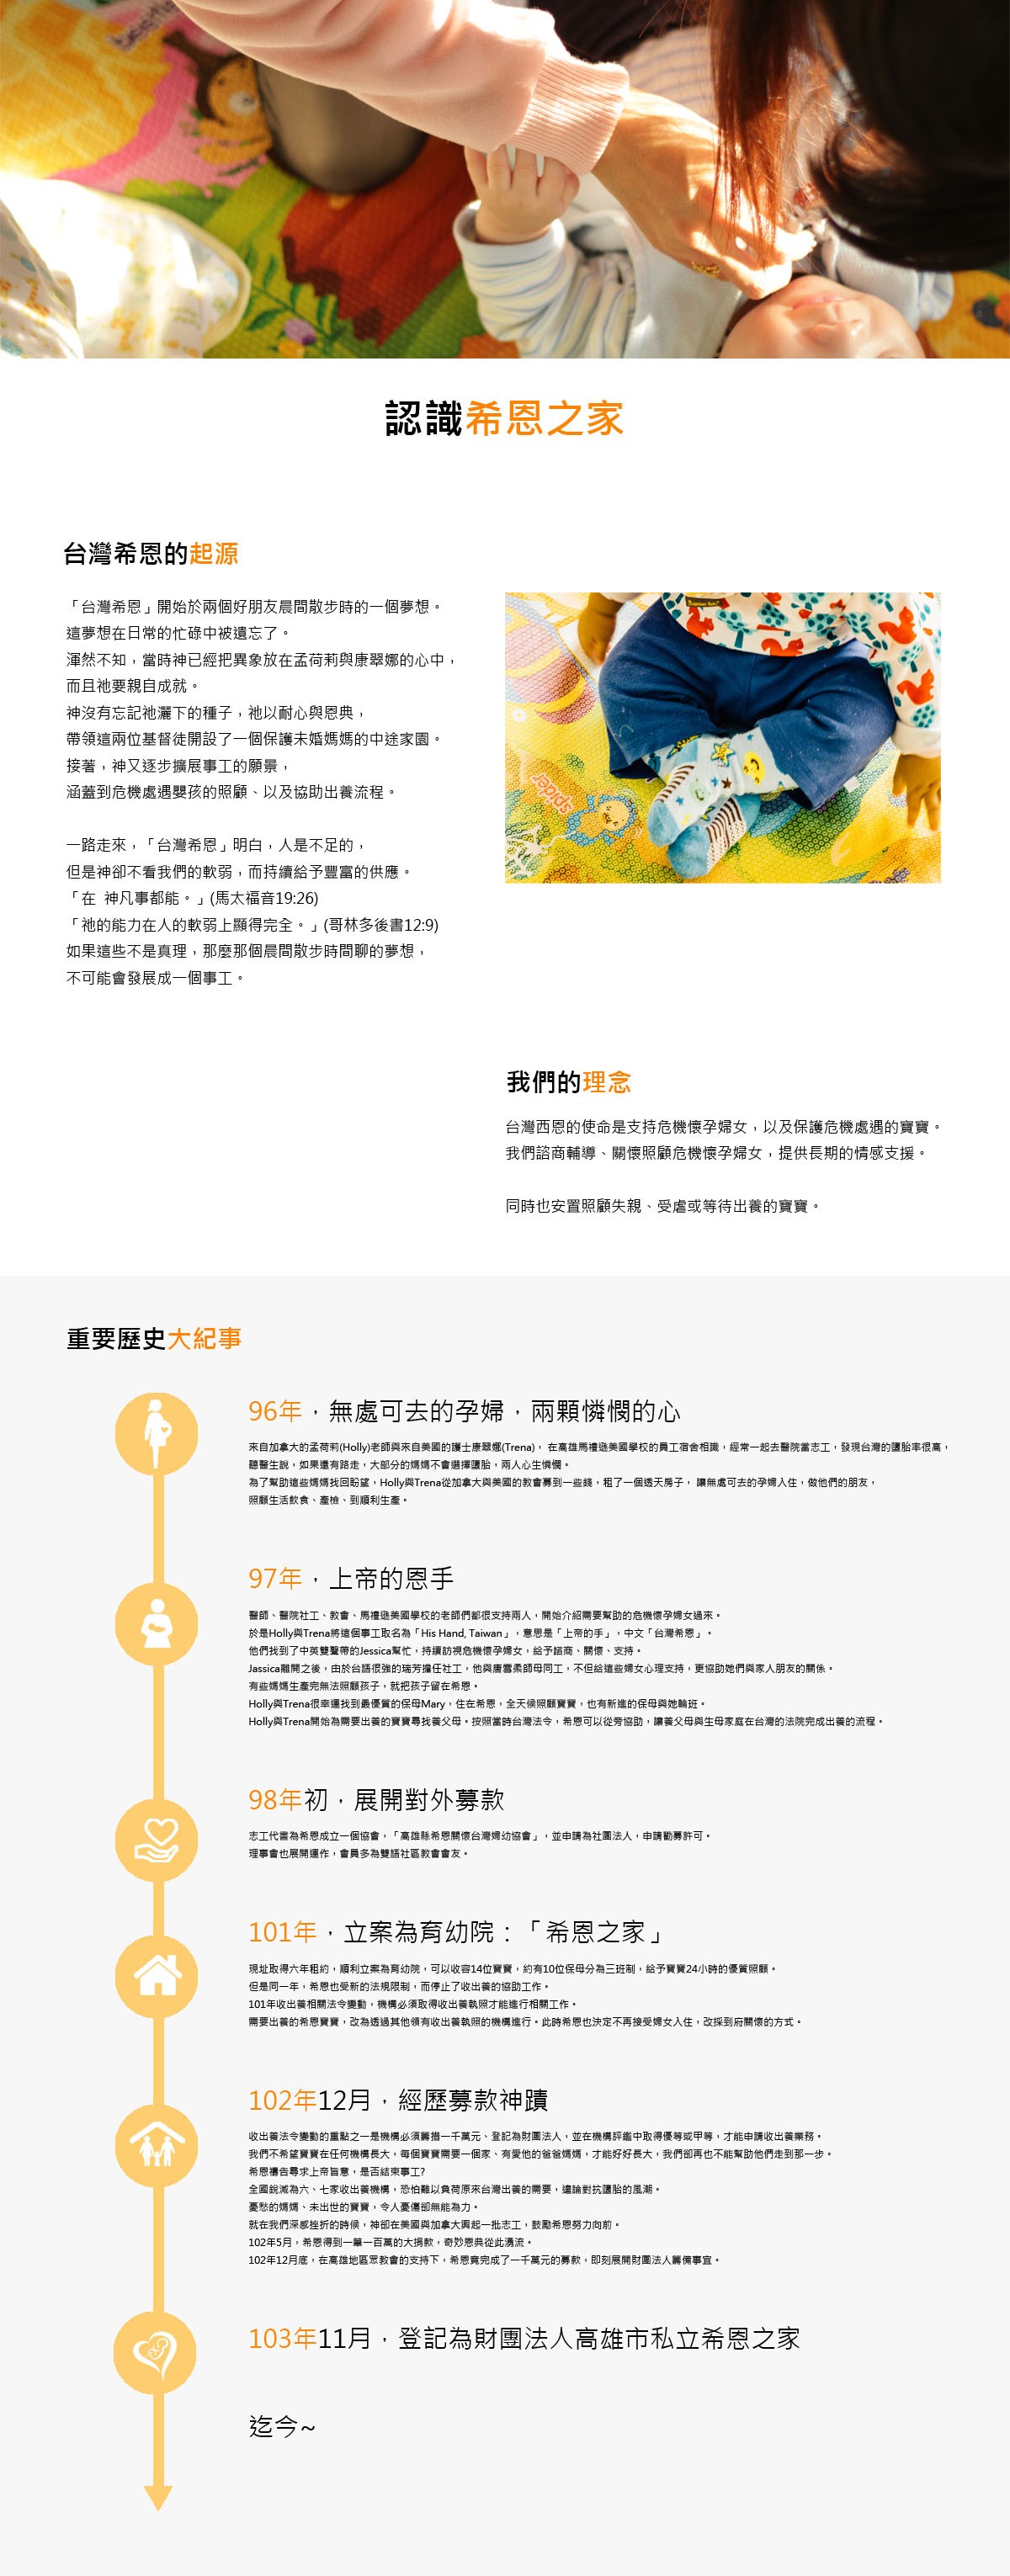 認識希恩之家
台灣希恩的起源
「台灣希恩」開始於兩個好朋友晨間散步時的一個夢想。
這夢想在日常的忙碌中被遺忘了。
渾然不知，當時神已經把異象放在孟荷莉與康翠娜的心中，
而且祂要親自成就。
神沒有忘記祂灑下的種子，祂以耐心與恩典，
帶領這兩位基督徒開設了一個保護未婚媽媽的中途家園。
接著，神又逐步擴展事工的願景，
涵蓋到危機處遇嬰孩的照顧、以及協助出養流程。
一路走來，「台灣希恩」明白，人是不足的，
但是神卻不看我們的軟弱，而持續給予豐富的供應。
「在 神凡事都能。」(馬太福音19:26)
「祂的能力在人的軟弱上顯得完全。」(哥林多後書12:9)
如果這些不是真理，那麼那個晨間散步時間聊的夢想，
不可能會發展成一個事工。
spider
我們的理念
台灣西恩的使命是支持危機懷孕婦女，以及保護危機處遇的寶寶。
我們諮商輔導、關懷照顧危機懷孕婦女，提供長期的情感支援。
同時也安置照顧失親、受虐或等待出養的寶寶。
重要歷史大紀事
96年，無處可去的孕婦，兩顆憐憫的心
來自加拿大的孟荷莉(Holly)老師與來自美國的護士康翠娜(Trena)， 在高雄馬禮遜美國學校的員工宿舍相識，經常一起去醫院當志工，發現台灣的墮胎率很高，
聽醫生說，如果還有路走，大部分的媽媽不會選擇墮胎，兩人心生憐憫。
為了幫助這些媽媽找回盼望，Holly與Trena從加拿大與美國的教會募到一些錢，租了一個透天房子， 讓無處可去的孕婦入住，做他們的朋友，
照顧生活飲食、產檢、到順利生產。
97年，上帝的恩手
醫師、醫院社工、教會、馬禮遜美國學校的老師們都很支持兩人，開始介紹需要幫助的危機懷孕婦女過來。
於是Holly與Trena將這個事工取名為「His Hand, Taiwan」，意思是「上帝的手」，中文「台灣希恩」。
他們找到了中英雙聲帶的Jessica幫忙，持續訪視危機懷孕婦女，給予諮商、關懷、支持。
Jassica離開之後，由於台語很強的瑞芳擔任社工，他與唐雪柔師母同工，不但給這些婦女心理支持，更協助她們與家人朋友的關係。
有些媽媽生產完無法照顧孩子，就把孩子留在希恩。
Holly與Trena很幸運找到最優質的保母Mary，住在希恩，全天候照顧寶寶，也有新進的保母與她輪班。
Holly與Trena開始為需要出養的寶寶尋找養父母。按照當時台灣法令，希恩可以從旁協助，讓養父母與生母家庭在台灣的法院完成出養的流程。
98年初，展開對外募款
志工代書為希恩成立一個協會，「高雄縣希恩關懷台灣婦幼協會」，並申請為社團法人，申請勸募許可。
理事會也展開運作，會員多為雙語社區教會會友。
101年，立案為育幼院：「希恩之家」
現址取得六年租約，順利立案為育幼院，可以收容14位寶寶，約有10位保母分為三班制，給予寶寶24小時的優質照顧。
但是同一年，希恩也受新的法規限制，而停止了收出養的協助工作。
101年收出養相關法令變動，機構必須取得收出養執照才能進行相關工作。
需要出養的希恩寶寶，改為透過其他領有收出養執照的機構進行。此時希恩也決定不再接受婦女入住，改採到府關懷的方式。
102年12月，經歷募款神蹟
收出養法令變動的重點之一是機構必須籌措一千萬元、登記為財團法人，並在機構評鑑中取得優等或甲等，才能申請收出養業務。
我們不希望寶寶在任何機構長大，每個寶寶需要一個家、有愛他的爸爸媽媽，才能好好長大，我們卻再也不能幫助他們走到那一步。
希恩禱告尋求上帝旨意，是否結束事工?
全國銳減為六、七家收出養機構，恐怕難以負荷原來台灣出養的需要，遑論對抗墮胎的風潮。
憂愁的媽媽、未出世的寶寶，令人憂傷卻無能為力。
就在我們深感挫折的時候，神卻在美國與加拿大興起一批志工，鼓勵希恩努力向前。
102年5月，希恩得到一筆一百萬的大捐款，奇妙恩典從此湧流。
102年12月底，在高雄地區眾教會的支持下，希恩竟完成了一千萬元的募款，即刻展開財團法人籌備事宜。
103年11月，登記為財團法人高雄市私立希恩之家
迄今~